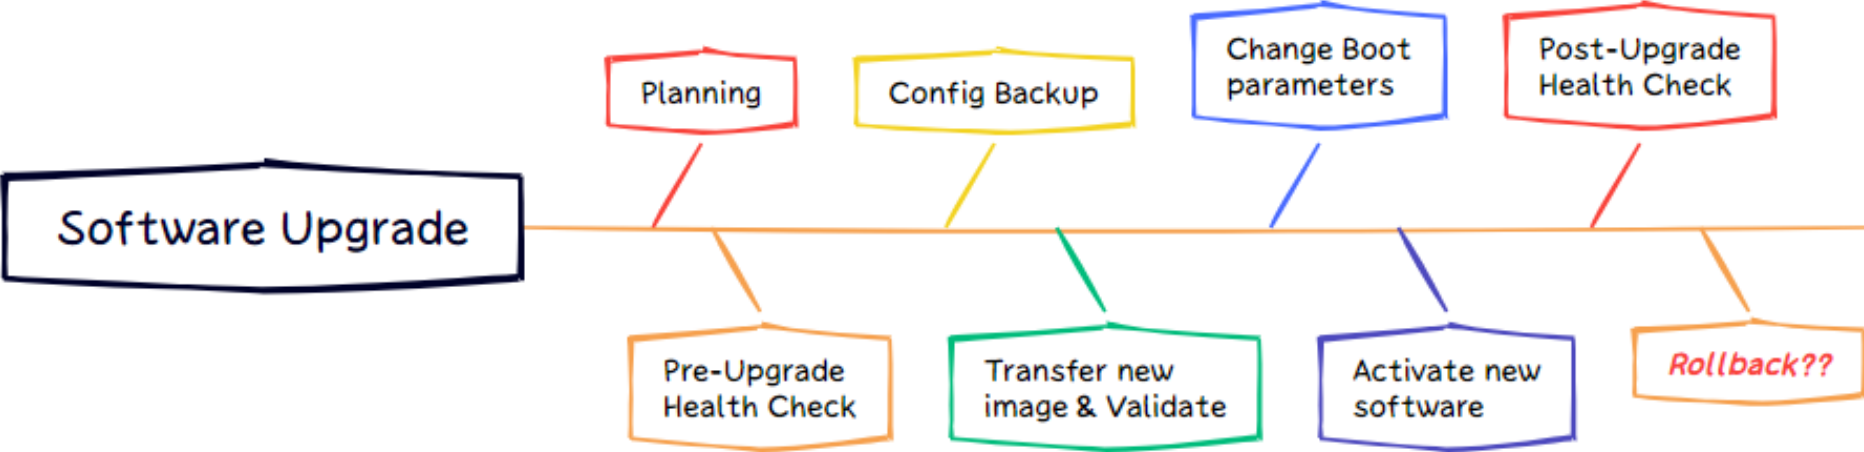 Software Upgrade
Planning
Pre-Upgrade
Health Check
Config Backup
Transfer new
image & Validate
Change Boot
parameters
Activate new
software
Post-Upgrade
Health Check
Rollback??